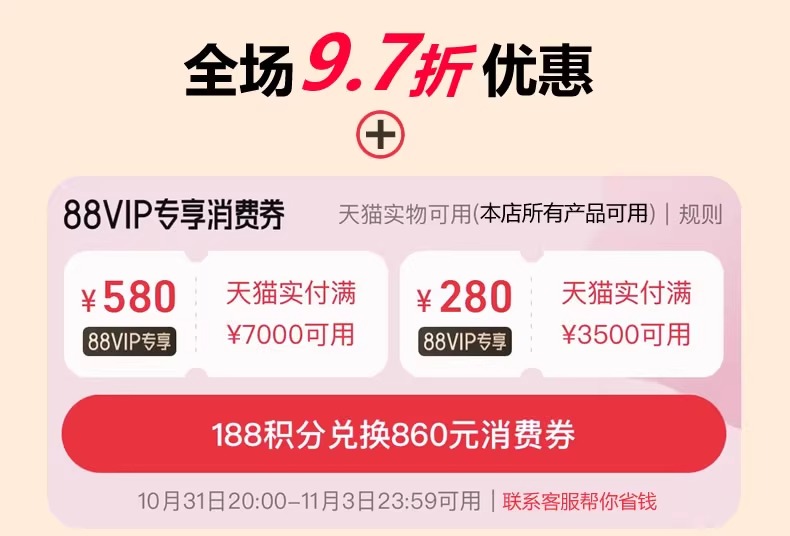 全场9.7折优惠
+
88VIP专享消费券 天猫实物可用(本店所有产品可用) | 规则
¥580 天猫实付满 ¥280 天猫实付满
88VIP专享 ¥7000可用 88VIP专享 ¥3500可用
188积分兑换860元消费券
10月31日20:00-11月3日23:59可用 | 联系客服帮你省钱